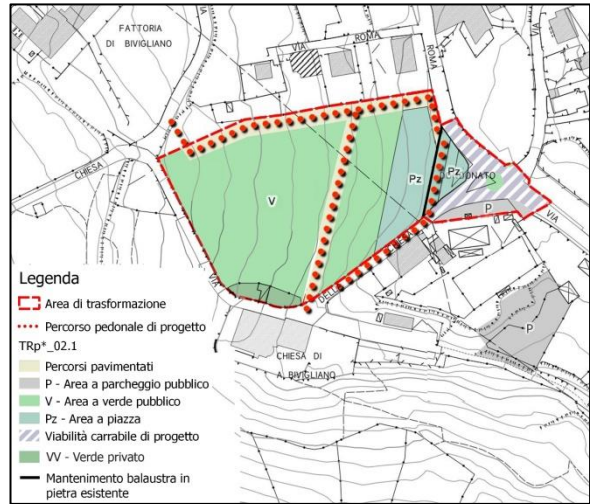 FATTORIA
DI BIVIGLIANO
VIA
ROMA
ROMA
CHIESA
V
Pz
Pz
P
VIA
VIA
DELLA
P
CHIESA DI
A BIVIGLIANO
Legenda
Area di trasformazione
Percorso pedonale di progetto
TRp*_02.1
Percorsi pavimentati
P - Area a parcheggio pubblico
V - Area a verde pubblico
Pz - Area a piazza
Viabilità carrabile di progetto
VV - Verde privato
Mantenimento balaustra in
pietra esistente